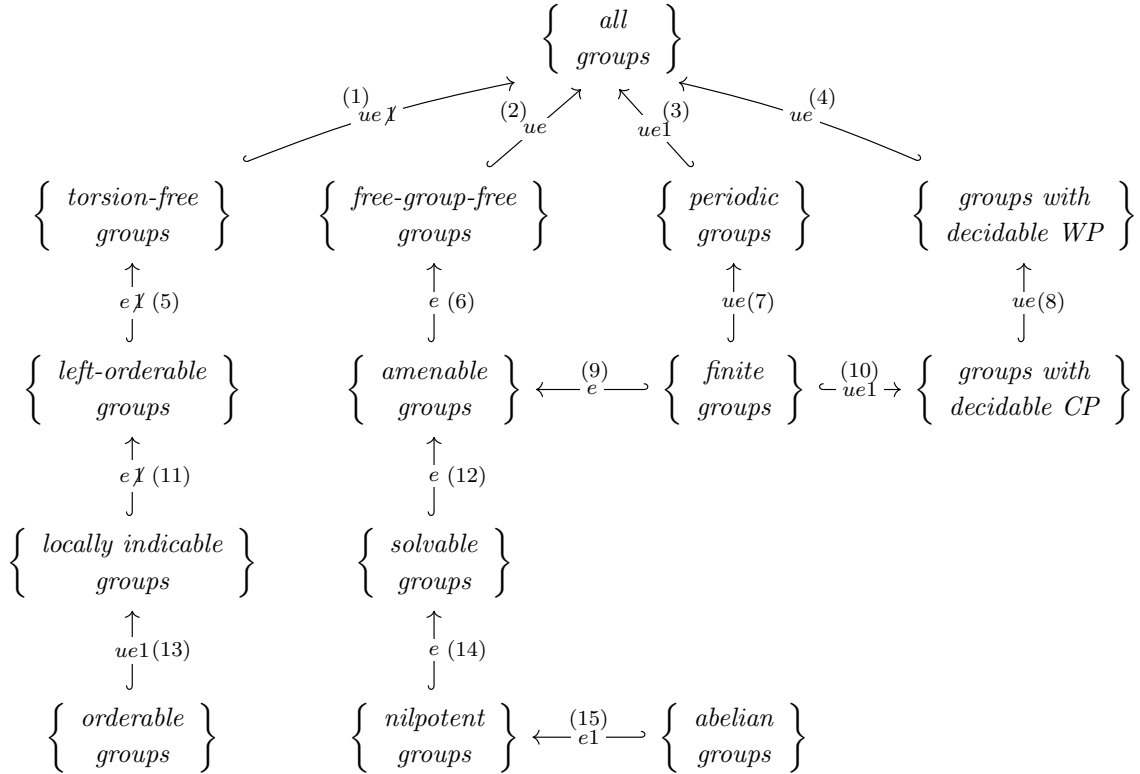 all
groups
(1)
ue1̸
(2)
ue
(3)
ue1
(4)
ue
torsion-free
groups
free-group-free
groups
periodic
groups
groups with
decidable WP
e1̸ (5)
e (6)
ue(7)
ue(8)
left-orderable
groups
amenable
groups
(9)
e
finite
groups
(10)
ue1
groups with
decidable CP
e1̸ (11)
e (12)
locally indicable
groups
solvable
groups
ue1(13)
e (14)
orderable
groups
nilpotent
groups
(15)
e1
abelian
groups